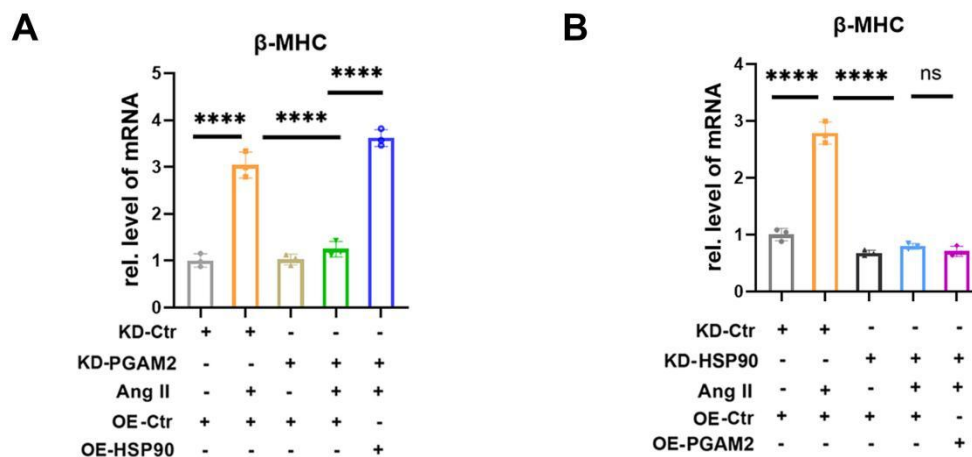 A
β-MHC
rel. level of mRNA
5
4
3
2
1
0
****
****
****
KD-Ctr + + - - -
KD-PGAM2 - - + + +
Ang II - + - + +
OE-Ctr + + + + -
OE-HSP90 - - - - +
B
β-MHC
rel. level of mRNA
4
3
2
1
0
**** **** ns
KD-Ctr + + - - -
KD-HSP90 - - + + +
Ang II - + - + +
OE-Ctr + + + + -
OE-PGAM2 - - - - +